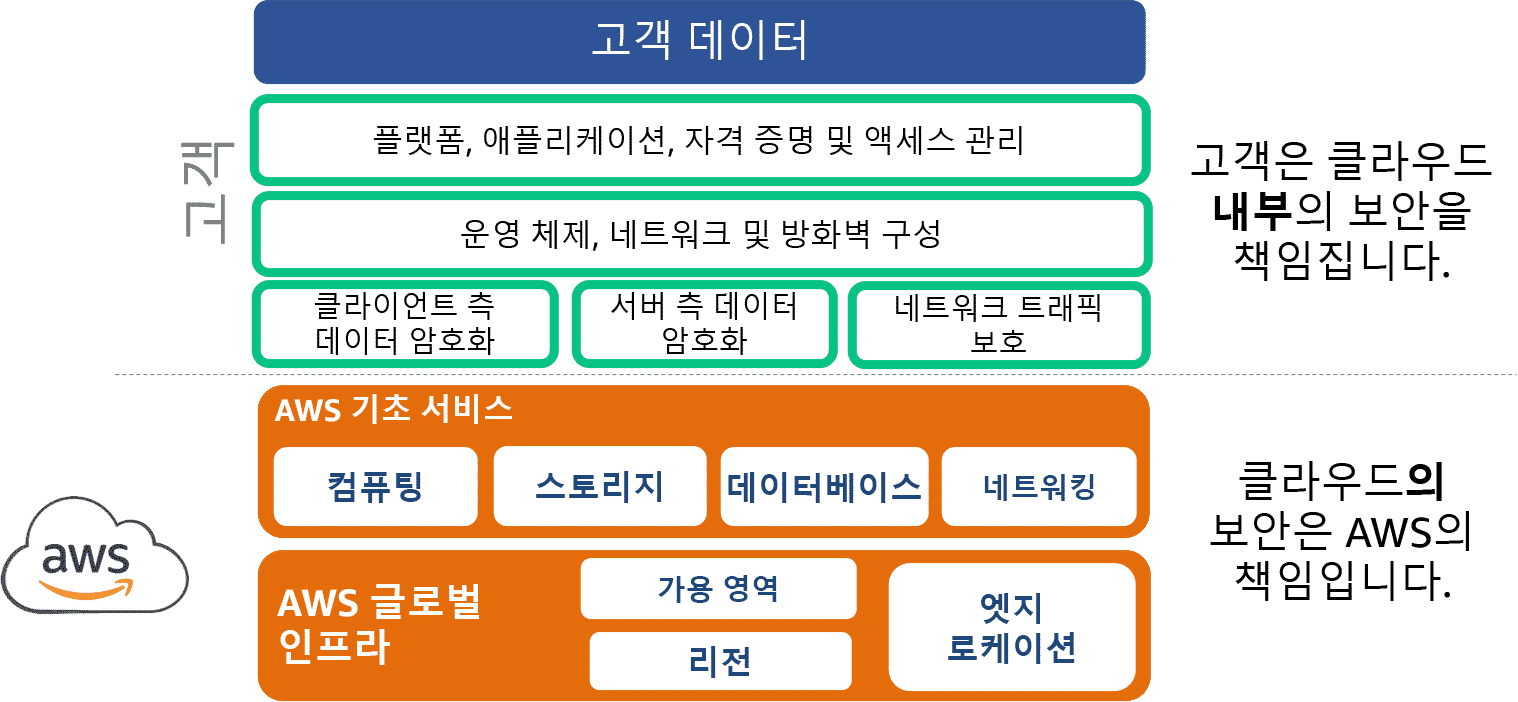 고객 데이터
고객
플랫폼, 애플리케이션, 자격 증명 및 액세스 관리
운영 체제, 네트워크 및 방화벽 구성
클라이언트 측
데이터 암호화
서버 측 데이터
암호화
네트워크 트래픽
보호
고객은 클라우드
내부의 보안을
책임집니다.
aws
AWS 기초 서비스
컴퓨팅
스토리지
데이터베이스
네트워킹
AWS 글로벌
인프라
가용 영역
리전
엣지
로케이션
클라우드의
보안은 AWS의
책임입니다.